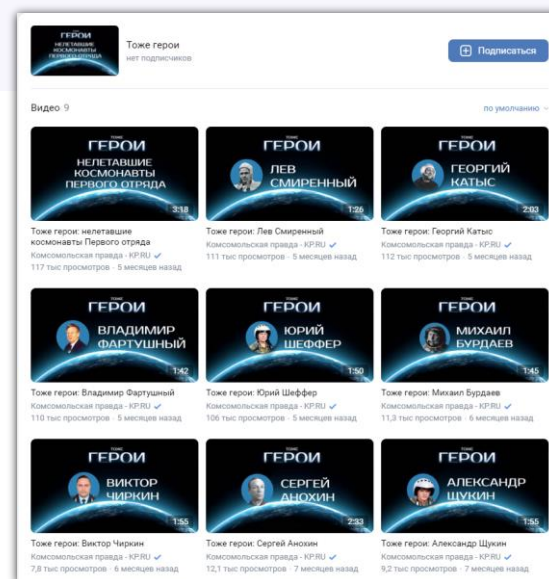 ТОЖЕ
ГЕРОИ
НЕЛЕТАВШИЕ
КОСМОНАВТЫ
ПЕРВОГО ОТРЯДА
Тоже герои
нет подписчиков
Подписаться
Видео 9
по умолчанию
ТОЖЕ
ГЕРОИ
НЕЛЕТАВШИЕ
КОСМОНАВТЫ
ПЕРВОГО ОТРЯДА
3:18
Тоже герои: нелетавшие
космонавты Первого отряда
Комсомольская правда - KP.RU
117 тыс просмотров · 5 месяцев назад
ТОЖЕ
ГЕРОИ
ЛЕВ
СМИРЕННЫЙ
1:26
Тоже герои: Лев Смиренный
Комсомольская правда - KP.RU
111 тыс просмотров · 5 месяцев назад
ТОЖЕ
ГЕРОИ
ГЕОРГИЙ
КАТЫС
2:03
Тоже герои: Георгий Катыс
Комсомольская правда - KP.RU
112 тыс просмотров · 5 месяцев назад
ТОЖЕ
ГЕРОИ
ВЛАДИМИР
ФАРТУШНЫЙ
1:42
Тоже герои: Владимир Фартушный
Комсомольская правда - KP.RU
110 тыс просмотров · 5 месяцев назад
ТОЖЕ
ГЕРОИ
ЮРИЙ
ШЕФФЕР
1:50
Тоже герои: Юрий Шеффер
Комсомольская правда - KP.RU
106 тыс просмотров · 5 месяцев назад
ТОЖЕ
ГЕРОИ
МИХАИЛ
БУРДАЕВ
1:45
Тоже герои: Михаил Бурдаев
Комсомольская правда - KP.RU
11,3 тыс просмотров · 6 месяцев назад
ТОЖЕ
ГЕРОИ
ВИКТОР
ЧИРКИН
1:55
Тоже герои: Виктор Чиркин
Комсомольская правда - KP.RU
7,8 тыс просмотров · 6 месяцев назад
ТОЖЕ
ГЕРОИ
СЕРГЕЙ
АНОХИН
2:33
Тоже герои: Сергей Анохин
Комсомольская правда - KP.RU
12,1 тыс просмотров · 7 месяцев назад
ТОЖЕ
ГЕРОИ
АЛЕКСАНДР
ЩУКИН
1:55
Тоже герои: Александр Щукин
Комсомольская правда - KP.RU
9,2 тыс просмотров · 7 месяцев назад